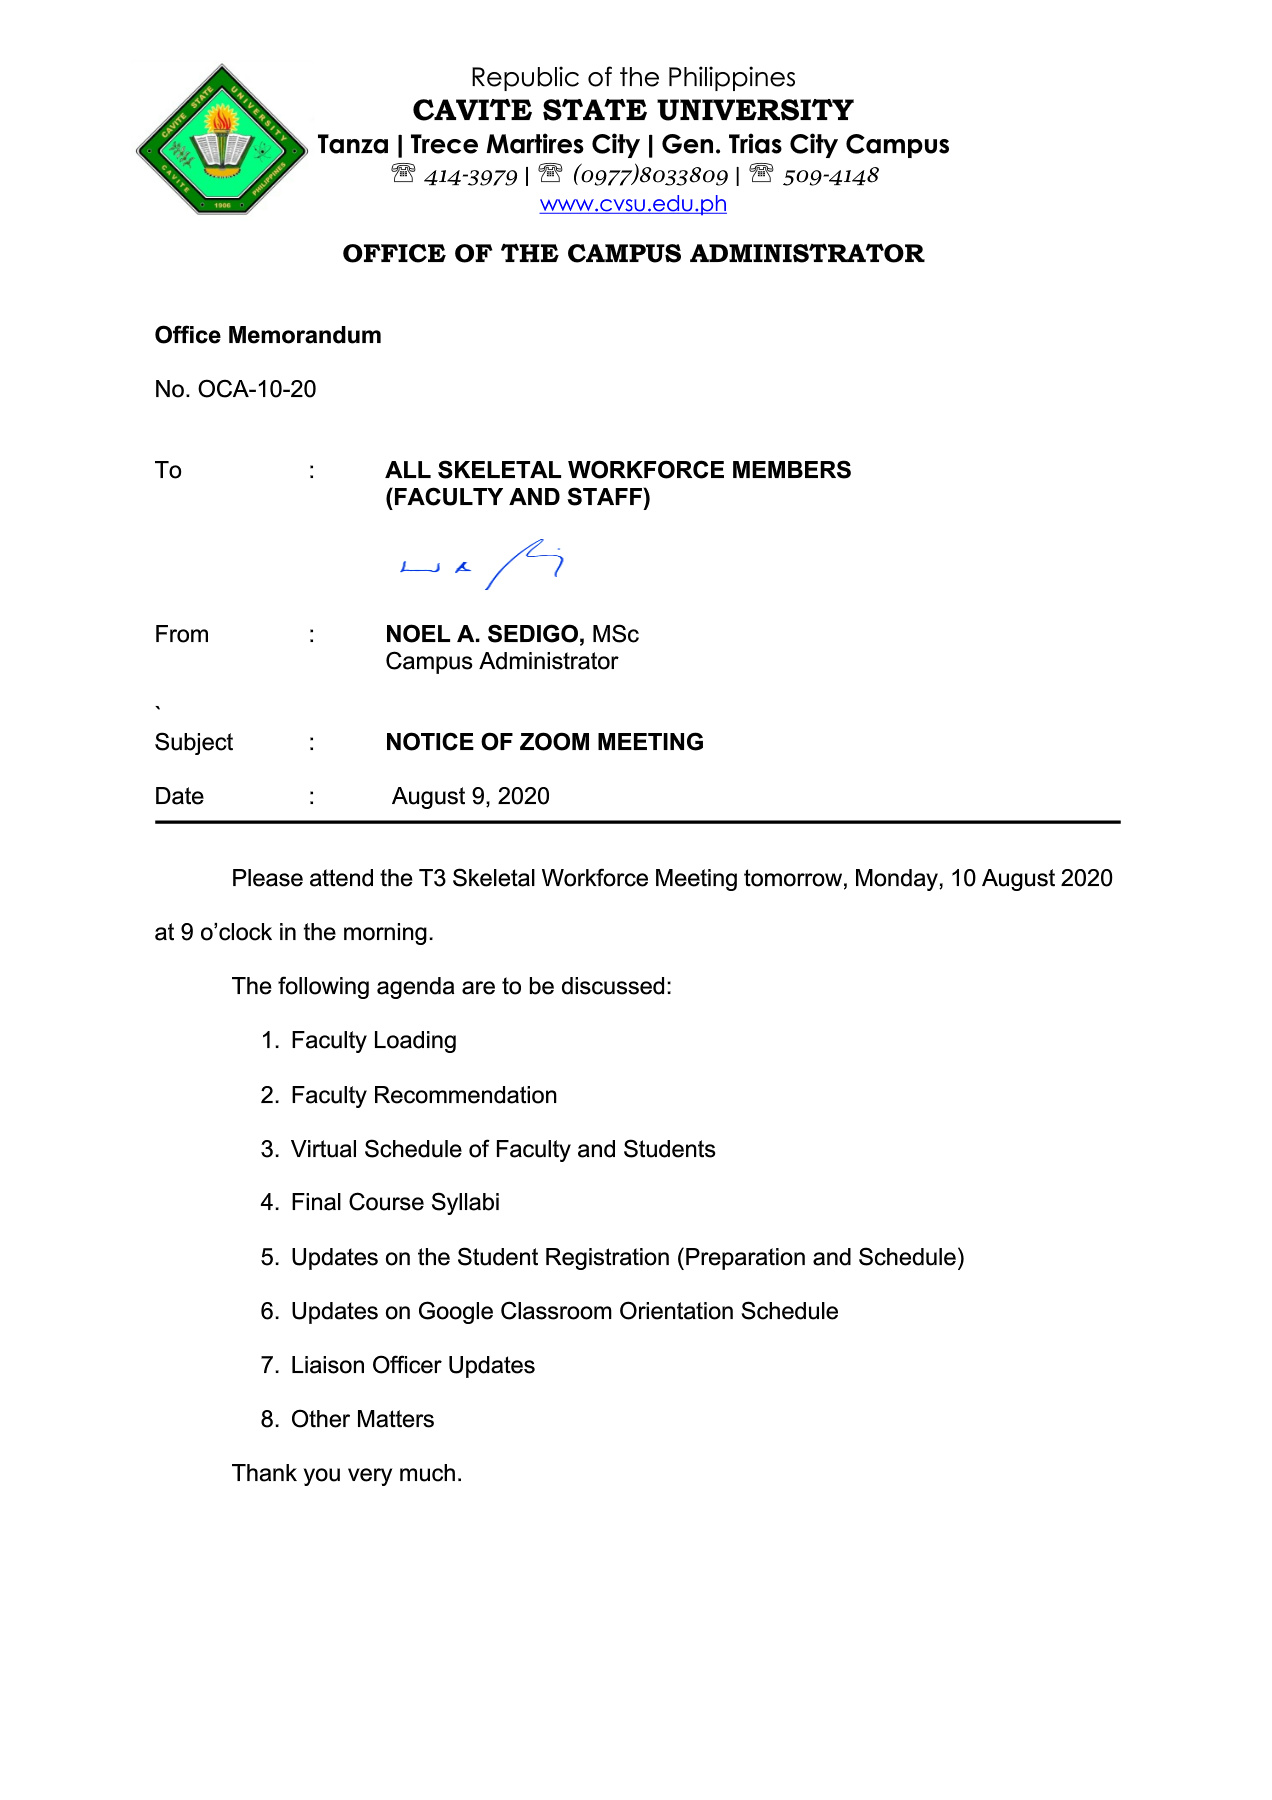 Republic of the Philippines
CAVITE STATE UNIVERSITY
Tanza | Trece Martires City | Gen. Trias City Campus
☏ 414-3979 | ☏ (0977)8033809 | ☏ 509-4148
www.cvsu.edu.ph
CAVITE STATE UNIVERSITY
CAVITE PHILIPPINES
1906
OFFICE OF THE CAMPUS ADMINISTRATOR
Office Memorandum
No. OCA-10-20
To : ALL SKELETAL WORKFORCE MEMBERS
(FACULTY AND STAFF)
From : NOEL A. SEDIGO, MSc
Campus Administrator
`
Subject : NOTICE OF ZOOM MEETING
Date : August 9, 2020
Please attend the T3 Skeletal Workforce Meeting tomorrow, Monday, 10 August 2020
at 9 o’clock in the morning.
The following agenda are to be discussed:
1. Faculty Loading
2. Faculty Recommendation
3. Virtual Schedule of Faculty and Students
4. Final Course Syllabi
5. Updates on the Student Registration (Preparation and Schedule)
6. Updates on Google Classroom Orientation Schedule
7. Liaison Officer Updates
8. Other Matters
Thank you very much.